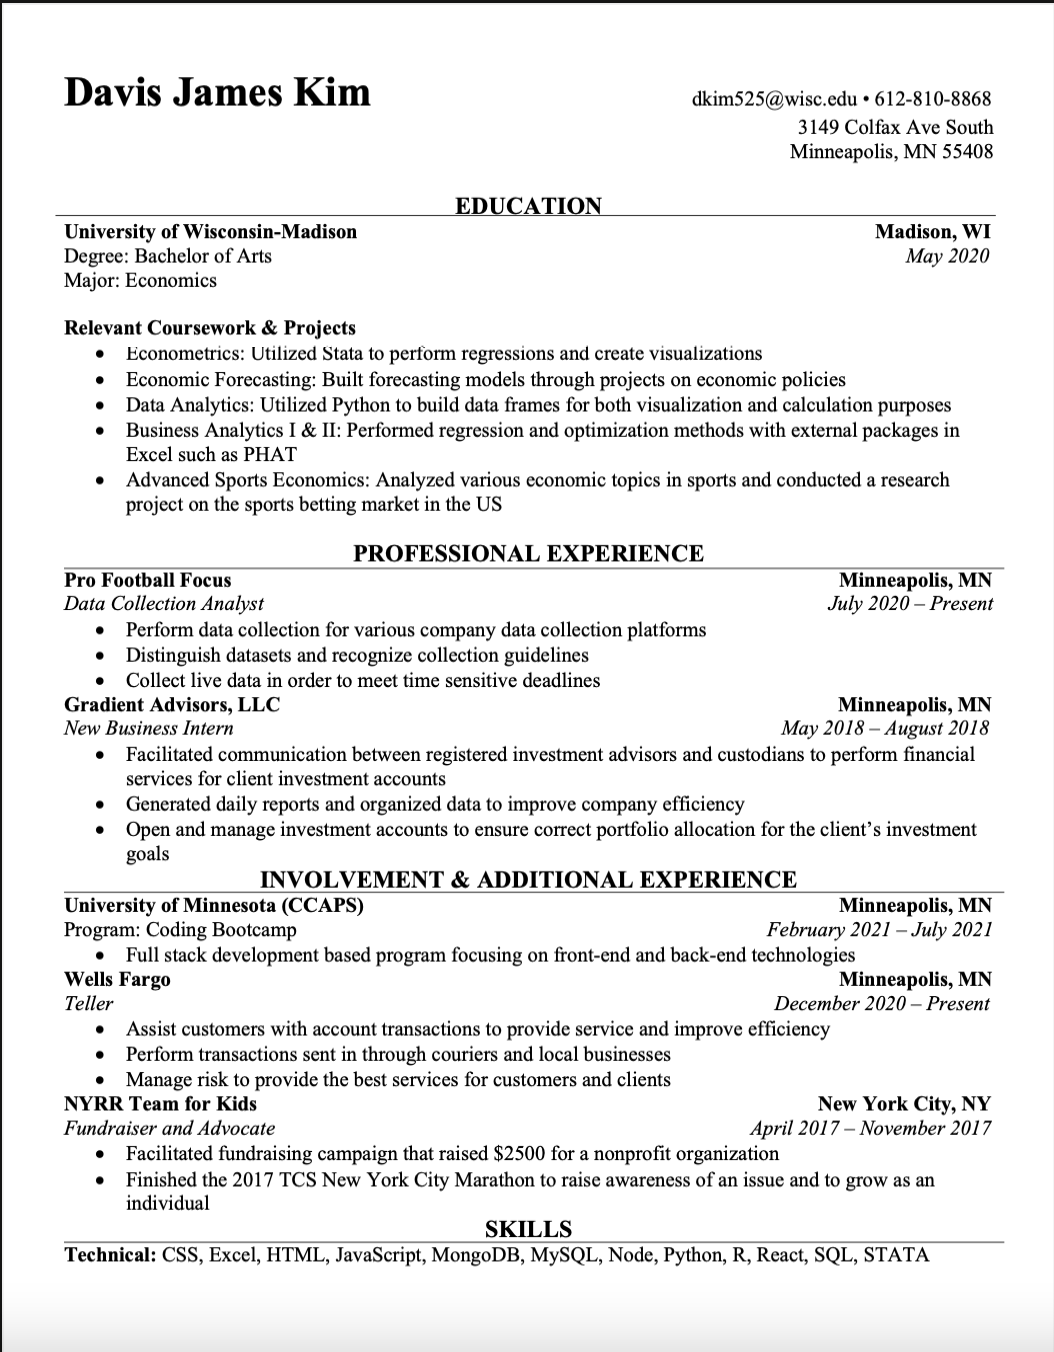 Davis James Kim
dkim525@wisc.edu • 612-810-8868
3149 Colfax Ave South
Minneapolis, MN 55408
EDUCATION
University of Wisconsin-Madison Madison, WI
Degree: Bachelor of Arts May 2020
Major: Economics
Relevant Coursework & Projects
• Econometrics: Utilized Stata to perform regressions and create visualizations
• Economic Forecasting: Built forecasting models through projects on economic policies
• Data Analytics: Utilized Python to build data frames for both visualization and calculation purposes
• Business Analytics I & II: Performed regression and optimization methods with external packages in
Excel such as PHAT
• Advanced Sports Economics: Analyzed various economic topics in sports and conducted a research
project on the sports betting market in the US
PROFESSIONAL EXPERIENCE
Pro Football Focus Minneapolis, MN
Data Collection Analyst July 2020 – Present
• Perform data collection for various company data collection platforms
• Distinguish datasets and recognize collection guidelines
• Collect live data in order to meet time sensitive deadlines
Gradient Advisors, LLC Minneapolis, MN
New Business Intern May 2018 – August 2018
• Facilitated communication between registered investment advisors and custodians to perform financial
services for client investment accounts
• Generated daily reports and organized data to improve company efficiency
• Open and manage investment accounts to ensure correct portfolio allocation for the client’s investment
goals
INVOLVEMENT & ADDITIONAL EXPERIENCE
University of Minnesota (CCAPS) Minneapolis, MN
Program: Coding Bootcamp February 2021 – July 2021
• Full stack development based program focusing on front-end and back-end technologies
Wells Fargo Minneapolis, MN
Teller December 2020 – Present
• Assist customers with account transactions to provide service and improve efficiency
• Perform transactions sent in through couriers and local businesses
• Manage risk to provide the best services for customers and clients
NYRR Team for Kids New York City, NY
Fundraiser and Advocate April 2017 – November 2017
• Facilitated fundraising campaign that raised $2500 for a nonprofit organization
• Finished the 2017 TCS New York City Marathon to raise awareness of an issue and to grow as an
individual
SKILLS
Technical: CSS, Excel, HTML, JavaScript, MongoDB, MySQL, Node, Python, R, React, SQL, STATA